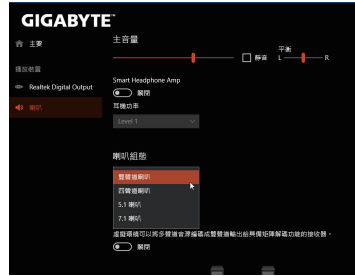 GIGABYTE™
主要
主音量
靜音
平衡
L
R
播放裝置
Realtek Digital Output
喇叭
Smart Headphone Amp
關閉
耳機功率
Level 1
喇叭組態
雙聲道喇叭
四聲道喇叭
5.1 喇叭
7.1 喇叭
虛擬環繞可以將多聲道音源編碼成雙聲道輸出給具備矩陣解碼功能的接收器。
關閉